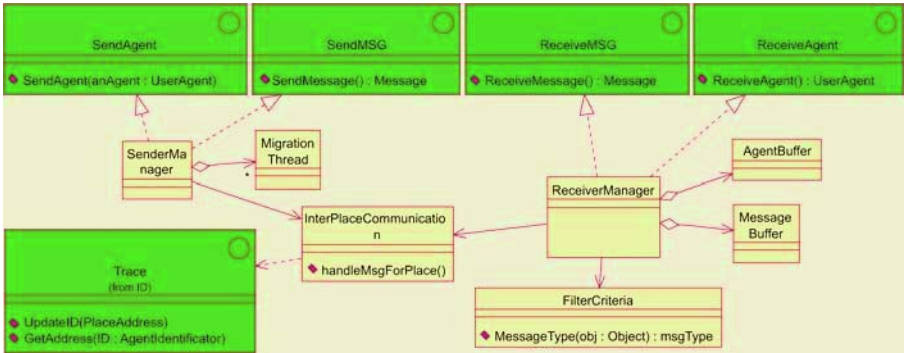 SendAgent
SendAgent(anAgent : UserAgent)
SendMSG
SendMessage() : Message
ReceiveMSG
ReceiveMessage() : Message
ReceiveAgent
ReceiveAgent() : UserAgent
SenderMa
nager
Migration
Thread
*
ReceiverManager
AgentBuffer
Message
Buffer
InterPlaceCommunicatio
n
handleMsgForPlace()
Trace
(from ID)
UpdateID(PlaceAddress)
GetAddress(ID : AgentIdentificator)
FilterCriteria
MessageType(obj : Object) : msgType